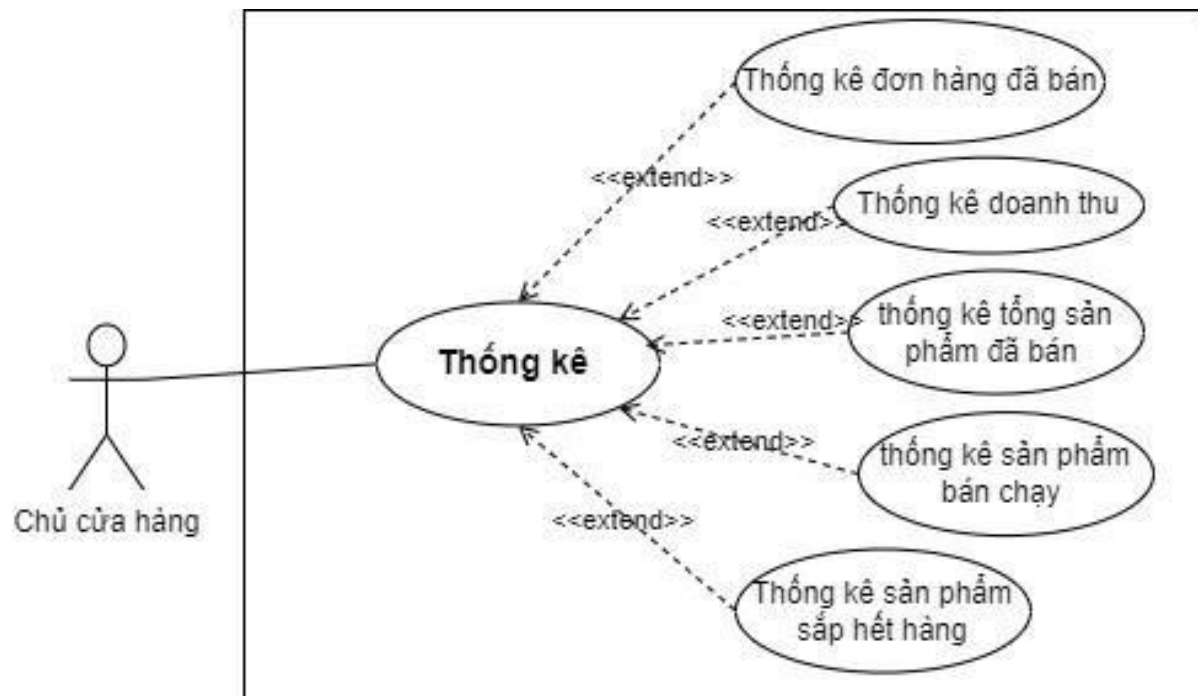 Thống kê đơn hàng đã bán
<<extend>>
Thống kê doanh thu
<<extend>>
thống kê tổng sản
phẩm đã bán
<<extend>>
Thống kê
thống kê sản phẩm
bán chạy
<<extend>>
Chủ cửa hàng
<<extend>>
Thống kê sản phẩm
sắp hết hàng